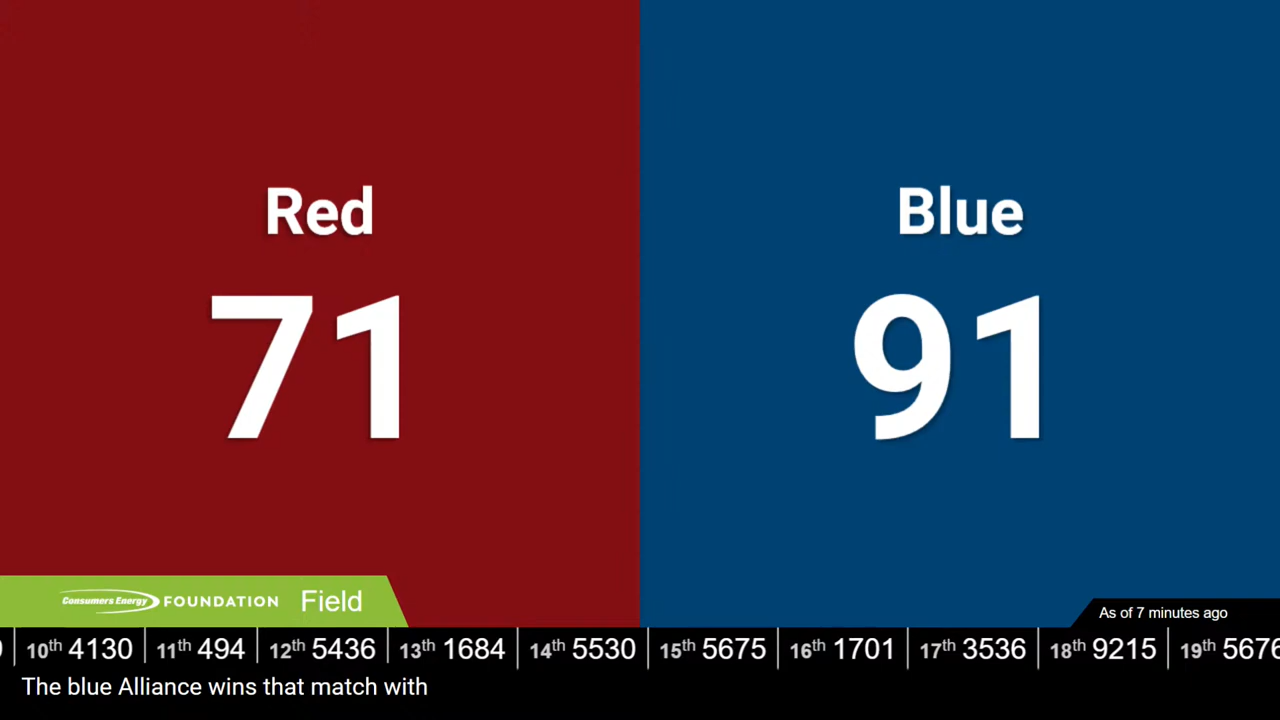 Red
Blue
71
91
Consumers Energy FOUNDATION Field
As of 7 minutes ago
10th 4130 11th 494 12th 5436 13th 1684 14th 5530 15th 5675 16th 1701 17th 3536 18th 9215 19th 5676
The blue Alliance wins that match with